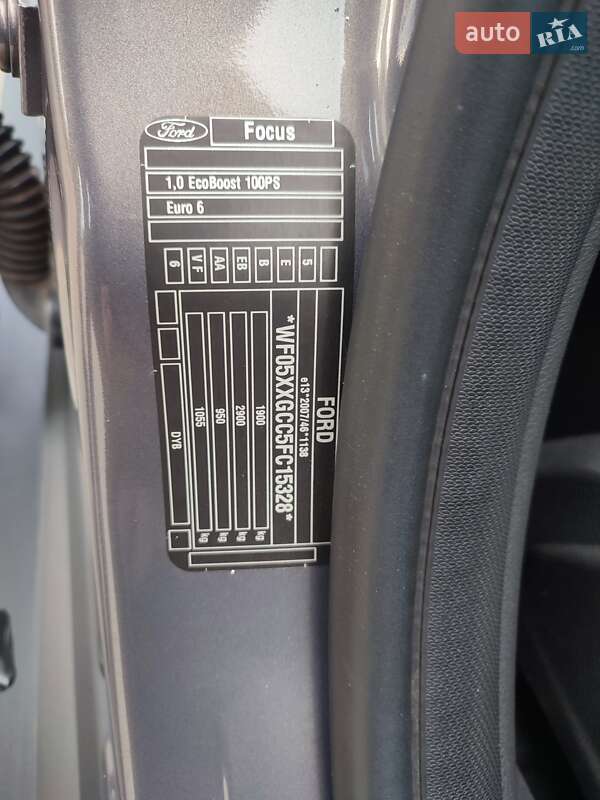 auto RIA.com
Ford Focus
1,0 EcoBoost 100PS
Euro 6
6 VF AA EB B E 5
FORD
e13*2007/46*1138
*WF05XXGCC5FC15328*
1900 kg
2900 kg
950 kg
1055 kg
DYB